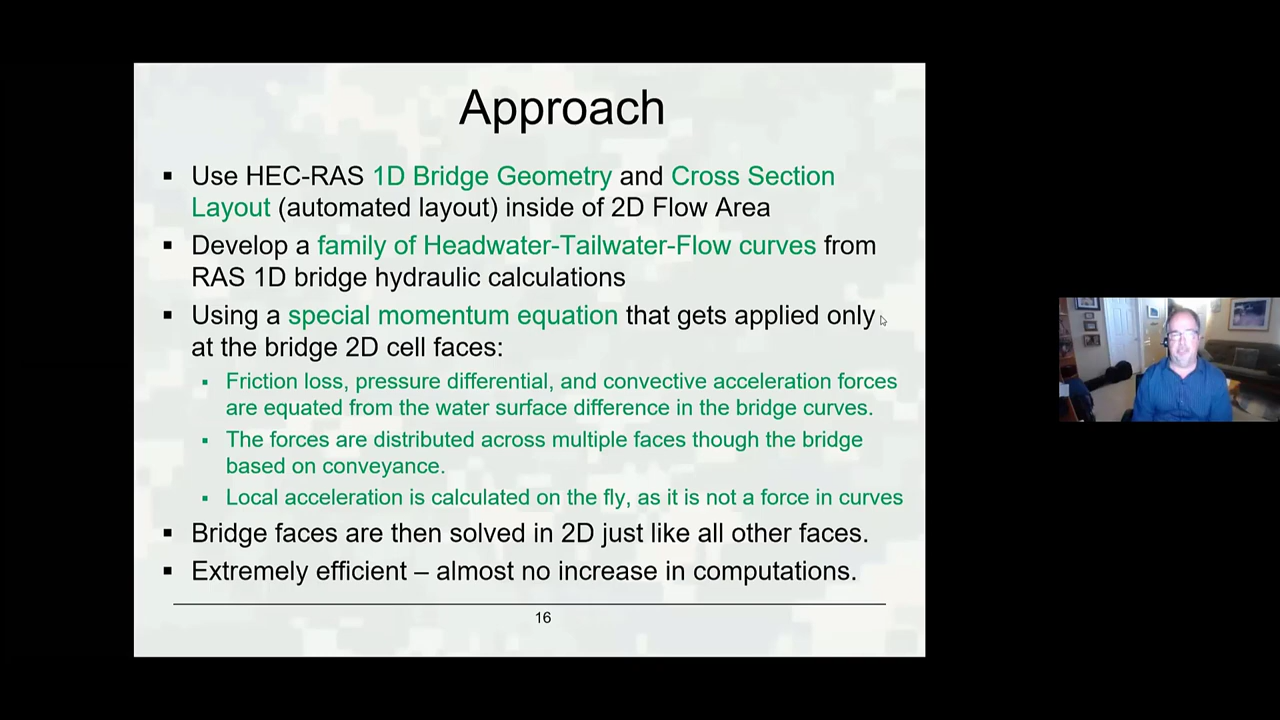 Approach
▪ Use HEC-RAS 1D Bridge Geometry and Cross Section
Layout (automated layout) inside of 2D Flow Area
▪ Develop a family of Headwater-Tailwater-Flow curves from
RAS 1D bridge hydraulic calculations
▪ Using a special momentum equation that gets applied only
at the bridge 2D cell faces:
▪ Friction loss, pressure differential, and convective acceleration forces
are equated from the water surface difference in the bridge curves.
▪ The forces are distributed across multiple faces though the bridge
based on conveyance.
▪ Local acceleration is calculated on the fly, as it is not a force in curves
▪ Bridge faces are then solved in 2D just like all other faces.
▪ Extremely efficient – almost no increase in computations.
16